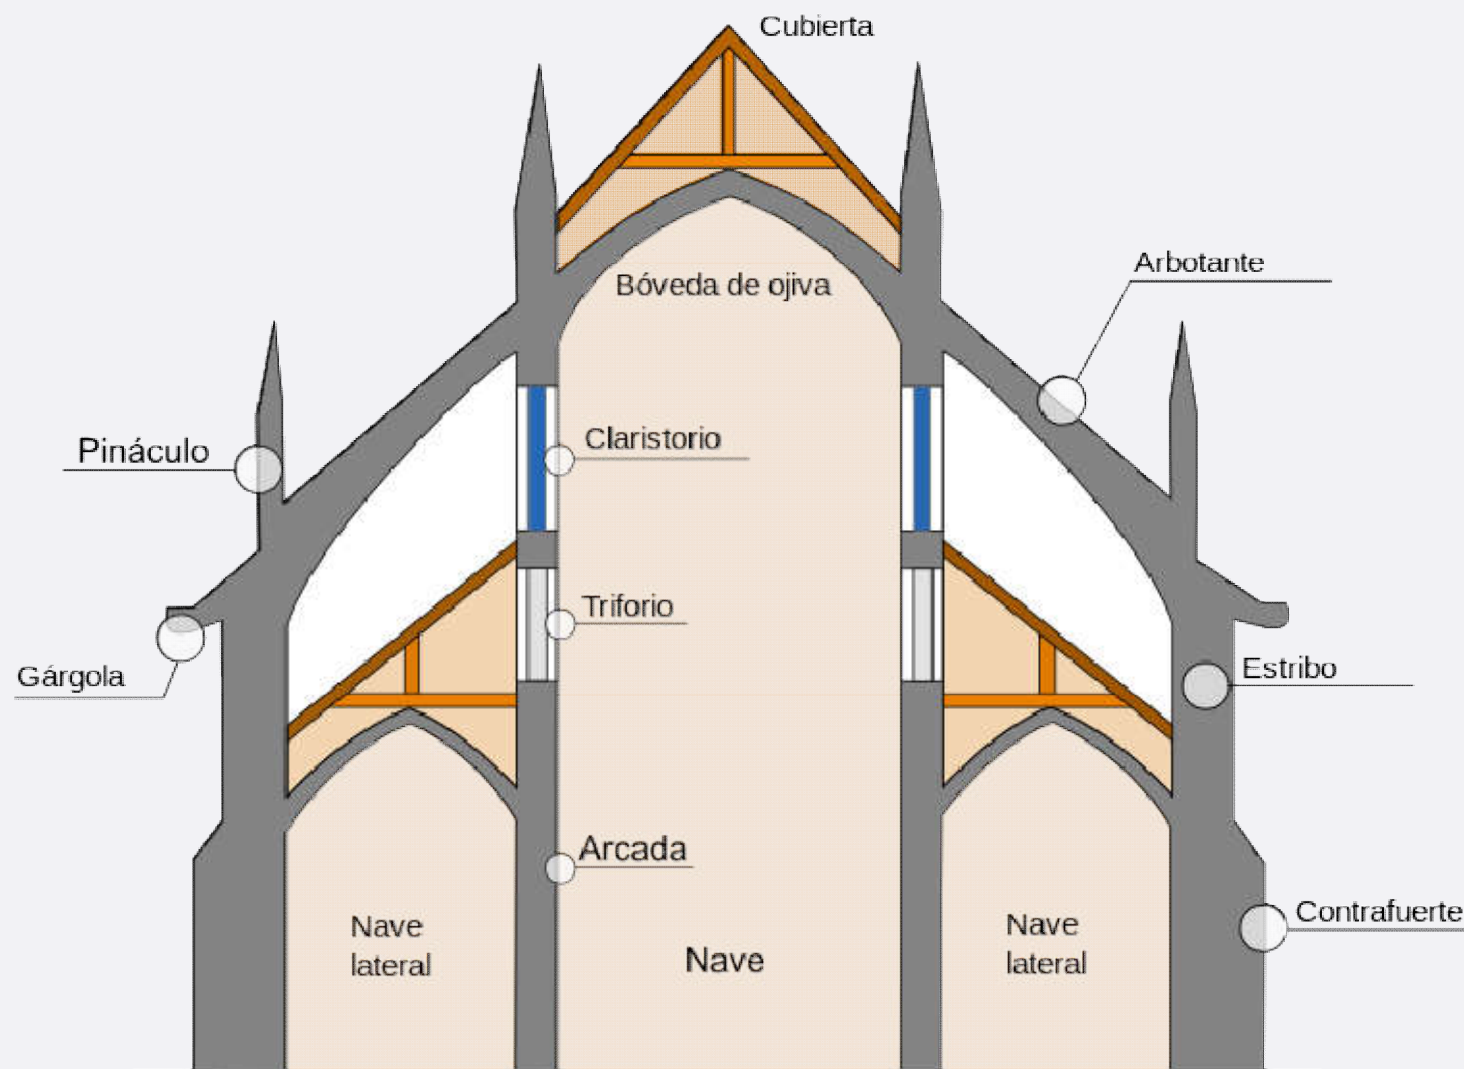 Cubierta
Arbotante
Bóveda de ojiva
Claristorio
Pináculo
Triforio
Gárgola
Estribo
Arcada
Contrafuerte
Nave
lateral
Nave
Nave
lateral